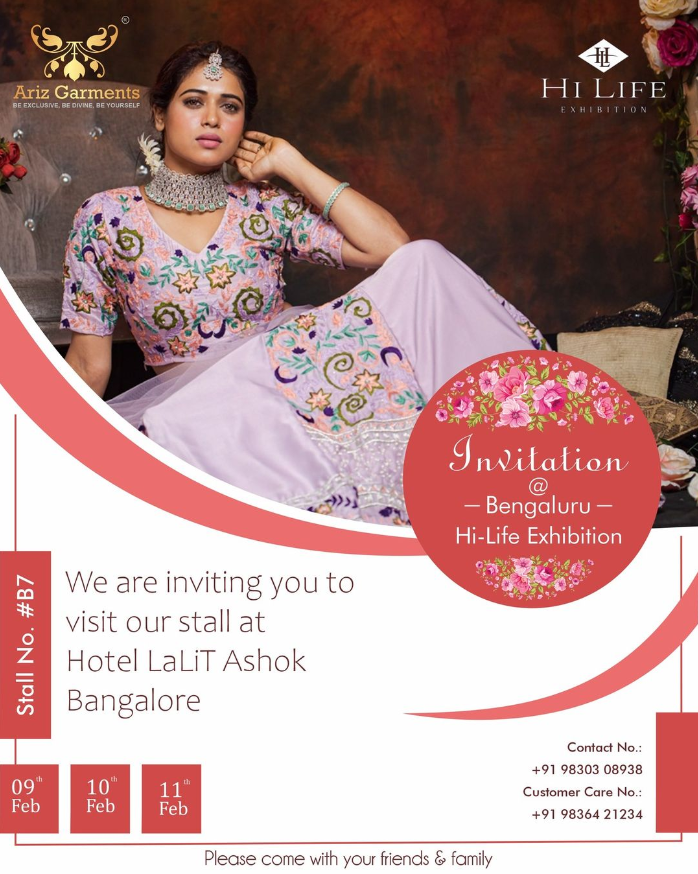 ®
Ariz Garments
BE EXCLUSIVE, BE DIVINE, BE YOURSELF
HL
HI LIFE
EXHIBITION
Invitation
@
– Bengaluru –
Hi-Life Exhibition
Stall No. #B7
We are inviting you to
visit our stall at
Hotel LaLiT Ashok
Bangalore
09th
Feb
10th
Feb
11th
Feb
Contact No.:
+91 98303 08938
Customer Care No.:
+91 98364 21234
Please come with your friends & family